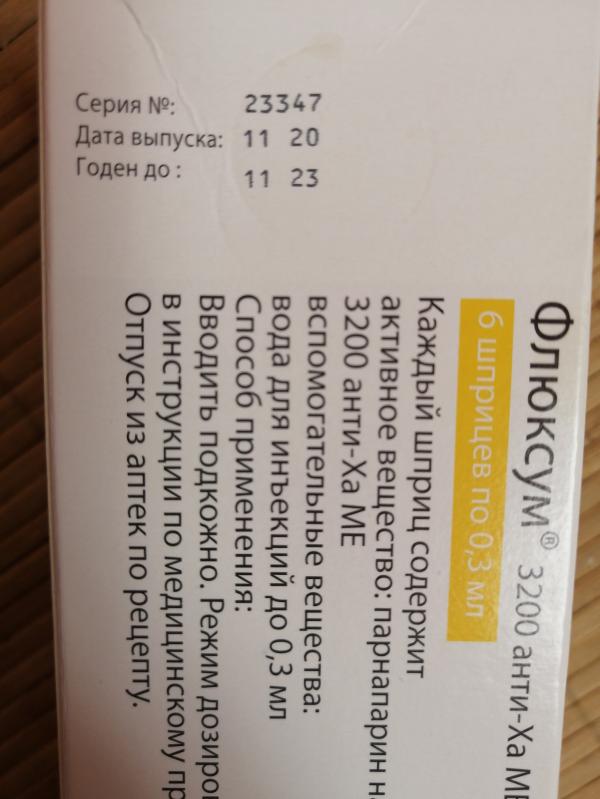 Серия №: 23347
Дата выпуска: 11 20
Годен до : 11 23
Флюксум® 3200 анти-Ха МЕ
6 шприцев по 0,3 мл
Каждый шприц содержит
активное вещество: парнапарин
3200 анти-Ха МЕ
вспомогательные вещества:
вода для инъекций до 0,3 мл
Способ применения:
Вводить подкожно. Режим
в инструкции по медицинскому
Отпуск из аптек по рецепту.